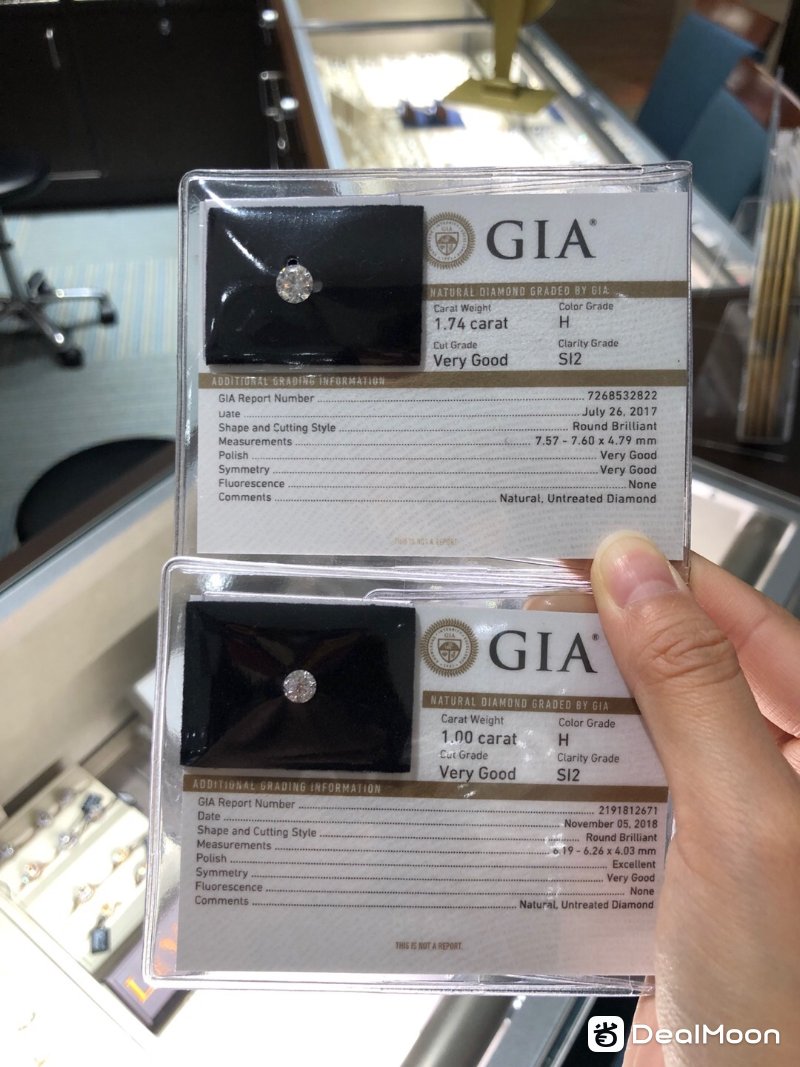 GIA®
NATURAL DIAMOND GRADED BY GIA
Carat Weight Color Grade
1.74 carat H
Cut Grade Clarity Grade
Very Good SI2
ADDITIONAL GRADING INFORMATION
GIA Report Number 7268532822
Date July 26, 2017
Shape and Cutting Style Round Brilliant
Measurements 7.57 - 7.60 x 4.79 mm
Polish Very Good
Symmetry Very Good
Fluorescence None
Comments Natural, Untreated Diamond
THIS IS NOT A REPORT
GIA®
NATURAL DIAMOND GRADED BY GIA
Carat Weight Color Grade
1.00 carat H
Cut Grade Clarity Grade
Very Good SI2
ADDITIONAL GRADING INFORMATION
GIA Report Number 2191812671
Date November 05, 2018
Shape and Cutting Style Round Brilliant
Measurements 6.19 - 6.26 x 4.03 mm
Polish Excellent
Symmetry Very Good
Fluorescence None
Comments Natural, Untreated Diamond
THIS IS NOT A REPORT.
DealMoon